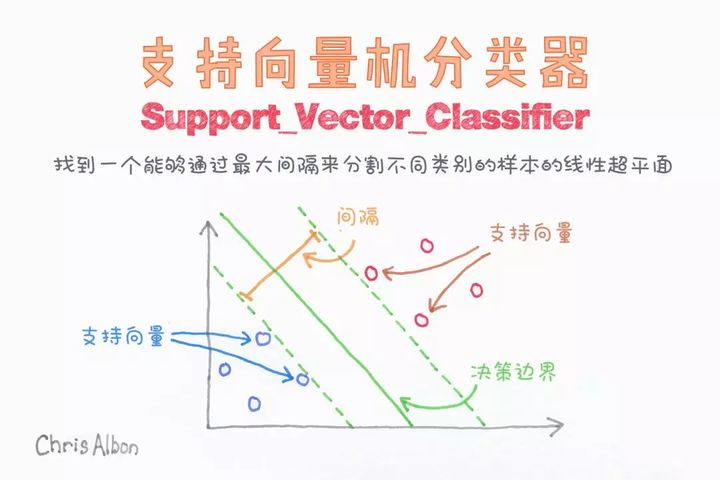 支持向量机分类器
Support_Vector_Classifier
找到一个能够通过最大间隔来分割不同类别的样本的线性超平面
间隔
支持向量
支持向量
决策边界
Chris Albon